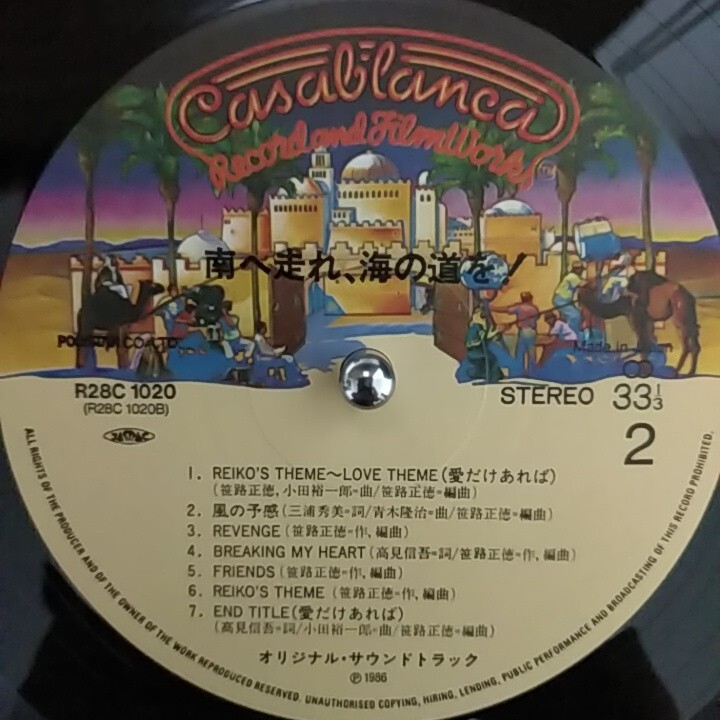 Casablanca
Record and FilmWorks
南へ走れ、海の道を!
Made in Japan
R28C 1020
(R28C 1020B)
STEREO 33 1/3
2
1. REIKO'S THEME～LOVE THEME(愛だけあれば)
(笹路正徳,小田裕一郎=曲/笹路正徳=編曲)
2. 風の予感(三浦秀美=詞/青木隆治=曲/笹路正徳=編曲)
3. REVENGE(笹路正徳=作, 編曲)
4. BREAKING MY HEART(高見信吾=詞/笹路正徳=作, 編曲)
5. FRIENDS(笹路正徳=作, 編曲)
6. REIKO'S THEME(笹路正徳=作, 編曲)
7. END TITLE(愛だけあれば)
(高見信吾=詞/小田裕一郎=曲/笹路正徳=編曲)
オリジナル・サウンドトラック
Ⓟ 1986
ALL RIGHTS OF THE PRODUCER AND OF THE OWNER OF THE WORK REPRODUCED RESERVED. UNAUTHORISED COPYING, HIRING, LENDING, PUBLIC PERFORMANCE AND BROADCASTING OF THIS RECORD PROHIBITED.